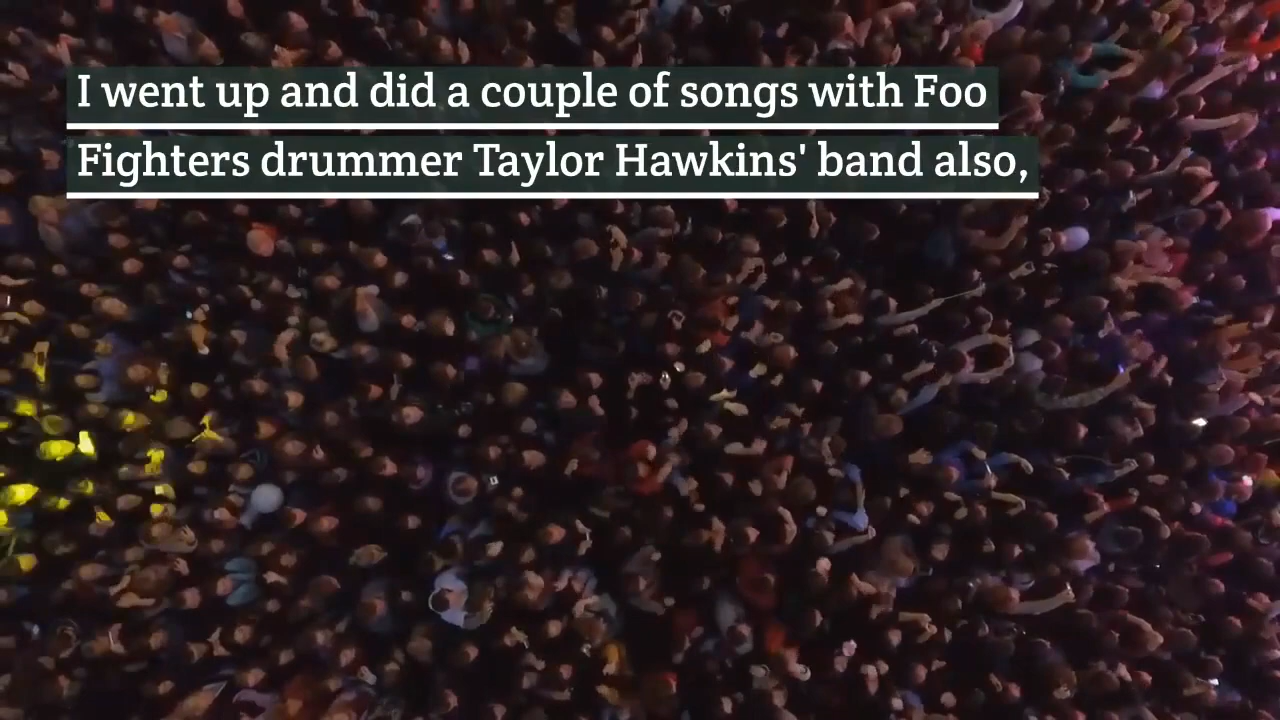 I went up and did a couple of songs with Foo
Fighters drummer Taylor Hawkins' band also,